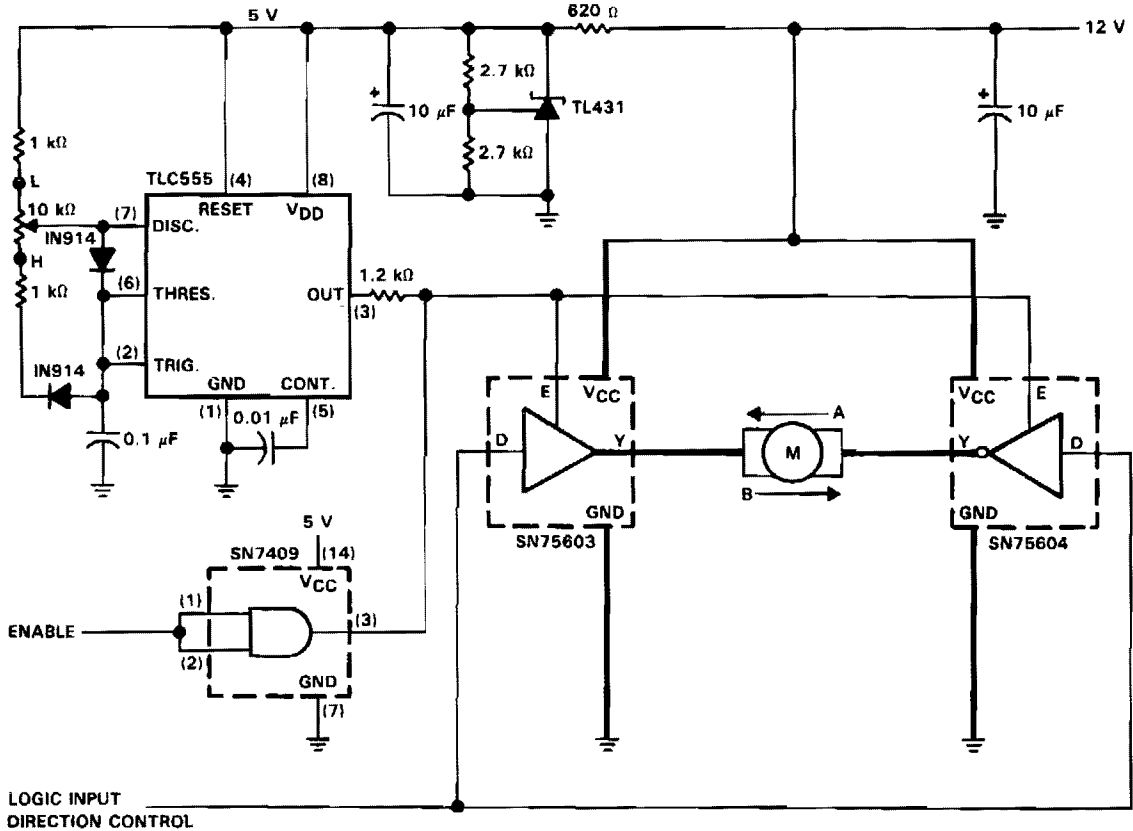 5 V
620 Ω
12 V
2.7 kΩ
10 μF
TL431
10 μF
1 kΩ
2.7 kΩ
L
TLC555
(4)
(8)
RESET
VDD
10 kΩ
(7)
DISC.
IN914
H
1 kΩ
(6)
THRES.
OUT
1.2 kΩ
(3)
(2)
TRIG.
IN914
GND
CONT.
(1)
0.01 μF
(5)
0.1 μF
E
VCC
VCC
E
A
D
Y
M
Y
D
B
GND
GND
SN75603
SN75604
5 V
SN7409
(14)
VCC
(1)
(3)
ENABLE
(2)
GND
(7)
LOGIC INPUT
DIRECTION CONTROL